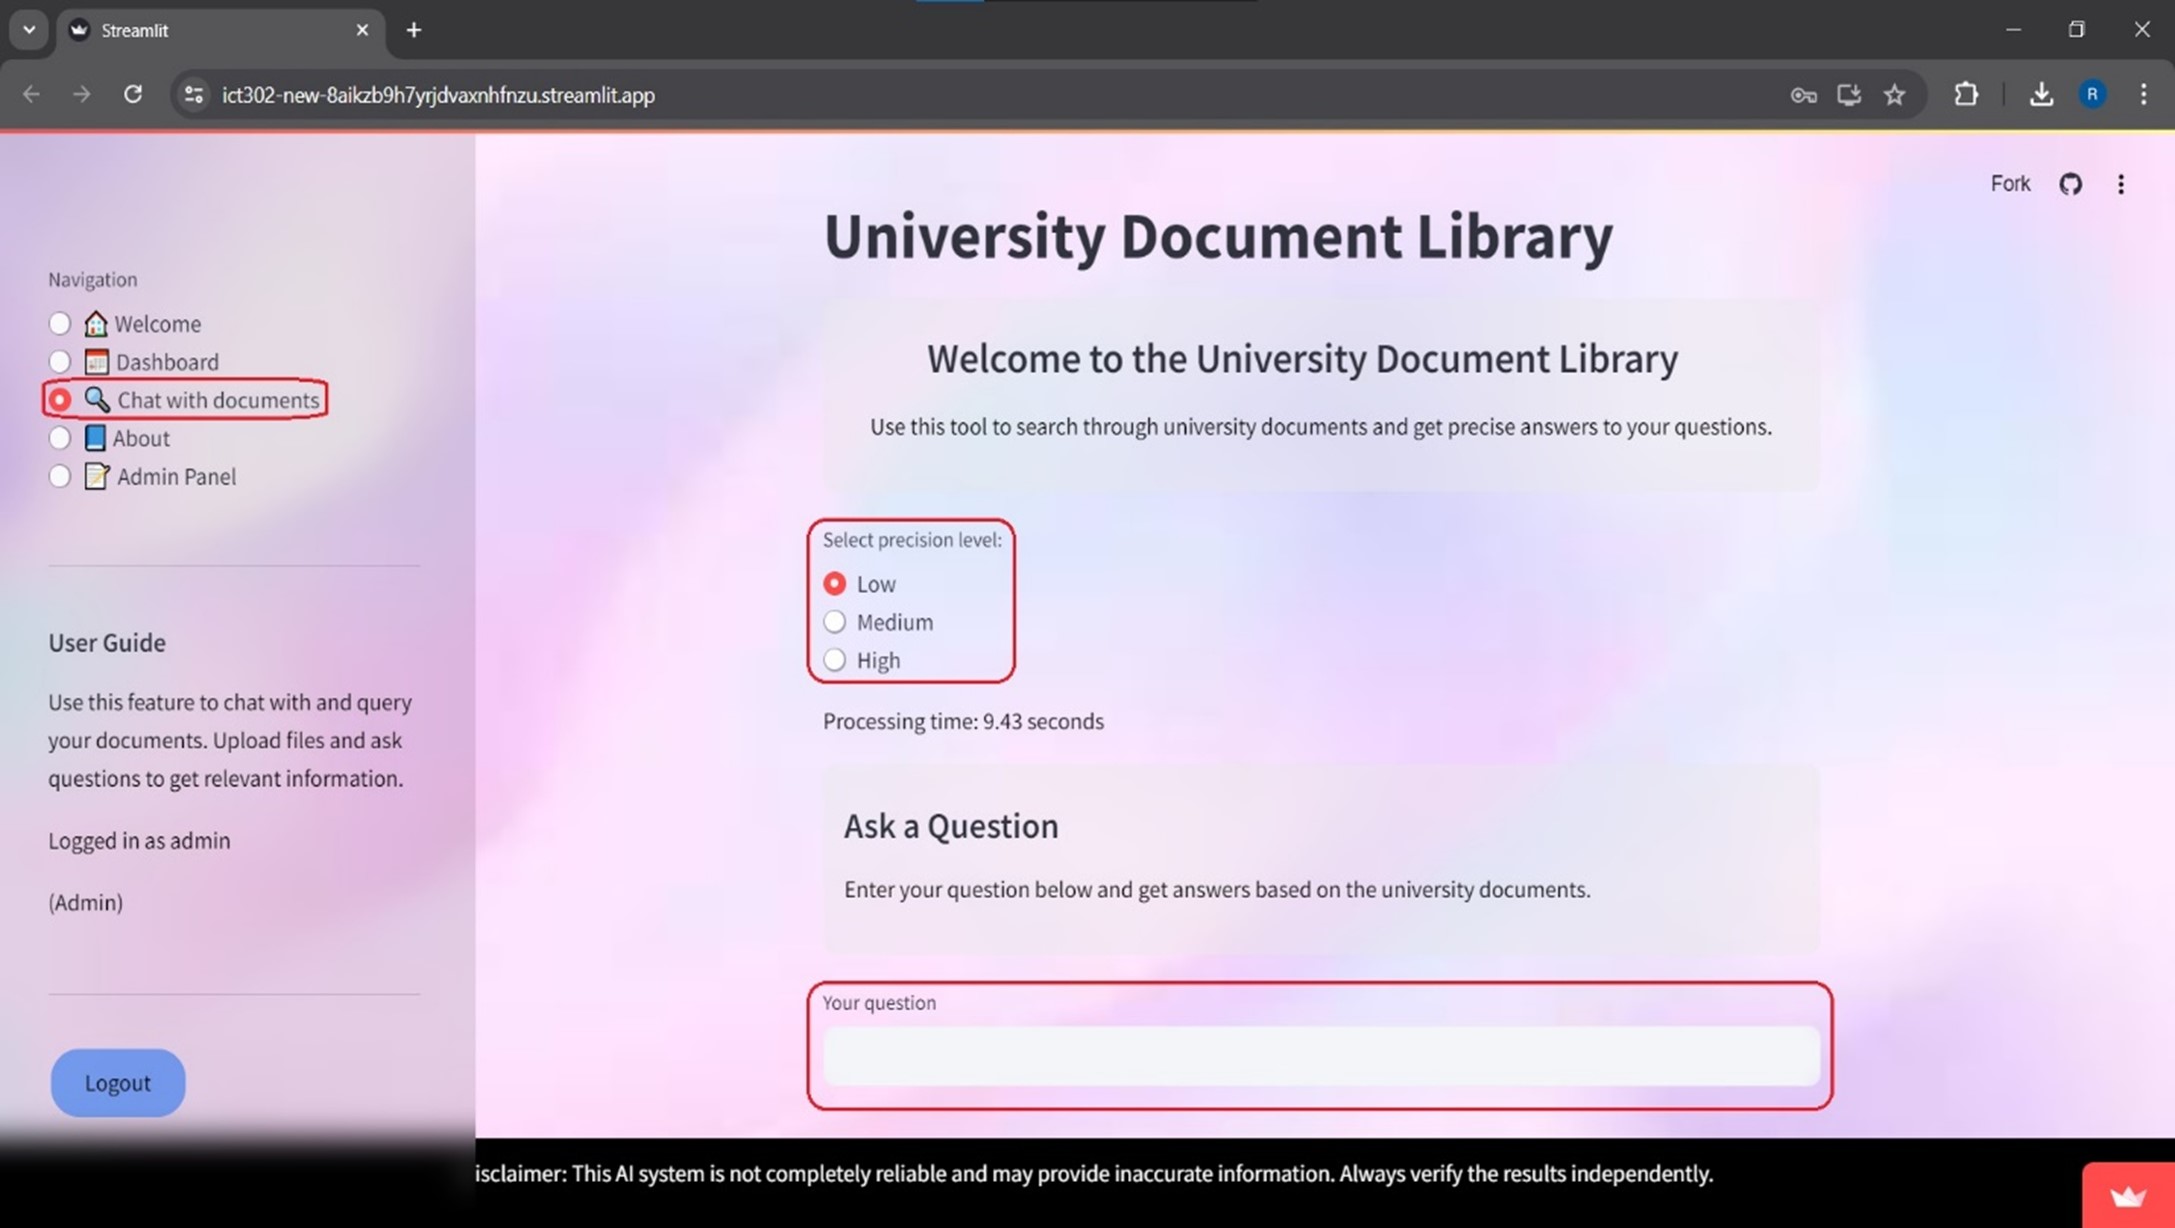 Streamlit
ict302-new-8aikzb9h7yrjdvaxnhfnzu.streamlit.app
R
Fork
Navigation
Welcome
Dashboard
Chat with documents
About
Admin Panel
User Guide
Use this feature to chat with and query
your documents. Upload files and ask
questions to get relevant information.
Logged in as admin
(Admin)
Logout
University Document Library
Welcome to the University Document Library
Use this tool to search through university documents and get precise answers to your questions.
Select precision level:
Low
Medium
High
Processing time: 9.43 seconds
Ask a Question
Enter your question below and get answers based on the university documents.
Your question
isclaimer: This AI system is not completely reliable and may provide inaccurate information. Always verify the results independently.